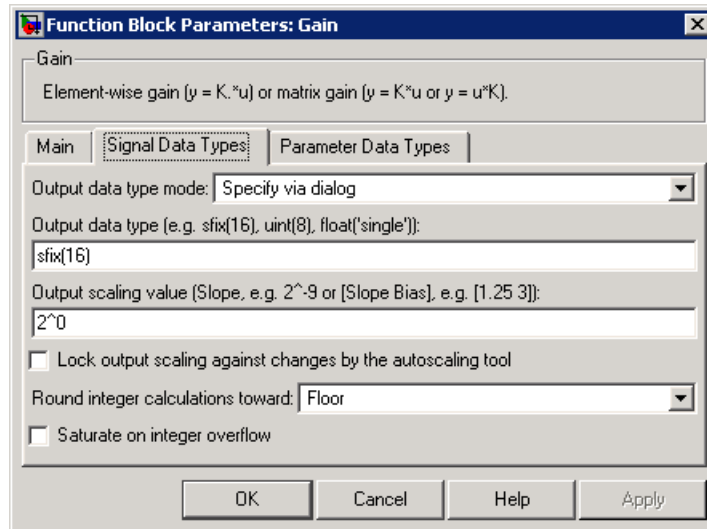 Function Block Parameters: Gain
Gain
Element-wise gain (y = K.*u) or matrix gain (y = K*u or y = u*K).
Main Signal Data Types Parameter Data Types
Output data type mode: Specify via dialog
Output data type (e.g. sfix(16), uint(8), float('single')):
sfix(16)
Output scaling value (Slope, e.g. 2^-9 or [Slope Bias], e.g. [1.25 3]):
2^0
Lock output scaling against changes by the autoscaling tool
Round integer calculations toward: Floor
Saturate on integer overflow
OK Cancel Help Apply